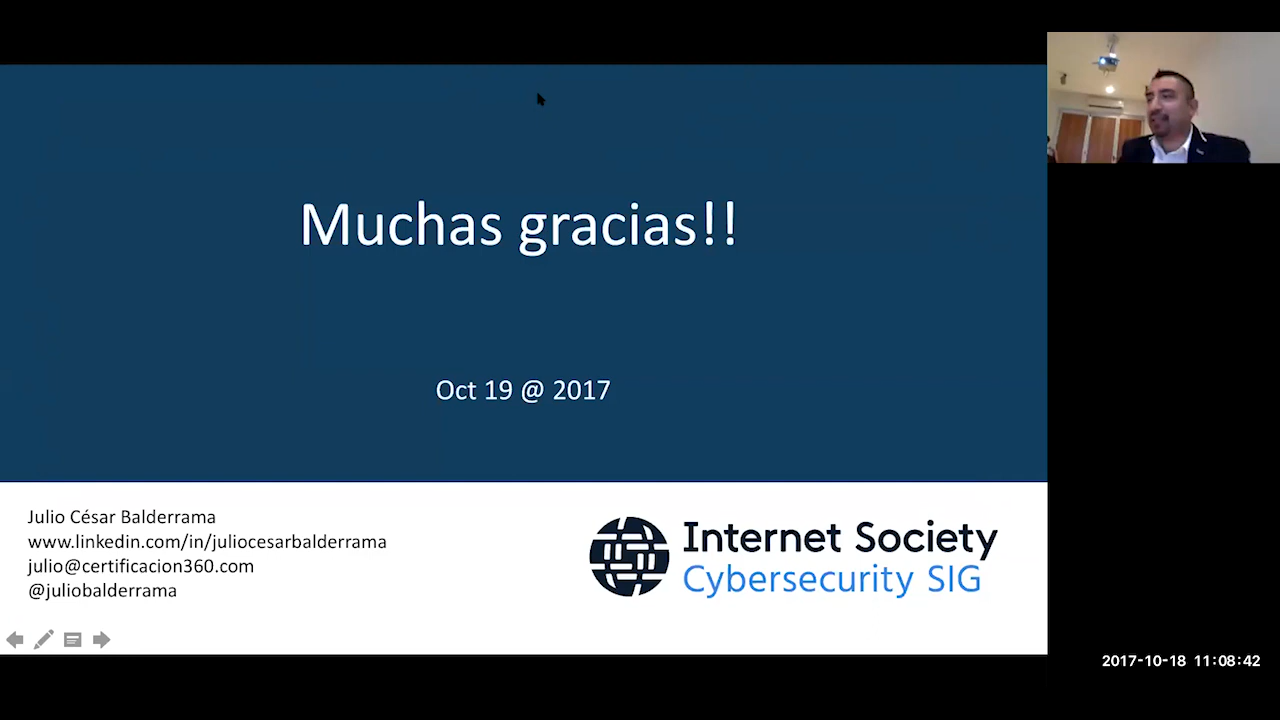 Muchas gracias!!
Oct 19 @ 2017
Julio César Balderrama
www.linkedin.com/in/juliocesarbalderrama
julio@certificacion360.com
@juliobalderrama
Internet Society
Cybersecurity SIG
2017-10-18 11:08:42